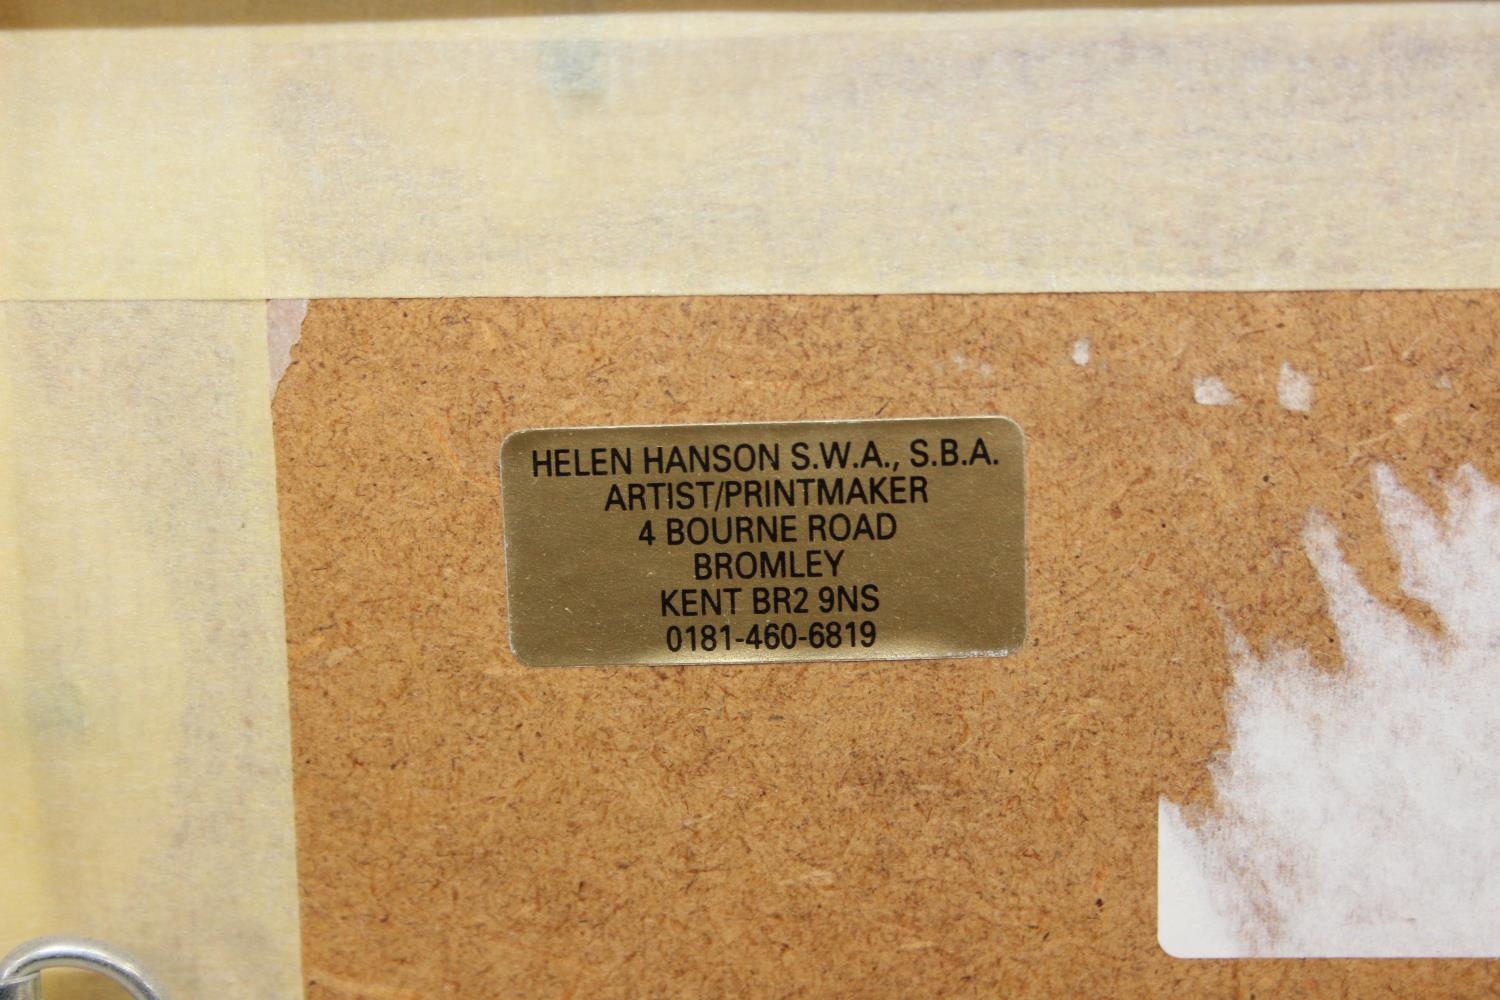 HELEN HANSON S.W.A., S.B.A.
ARTIST/PRINTMAKER
4 BOURNE ROAD
BROMLEY
KENT BR2 9NS
0181-460-6819